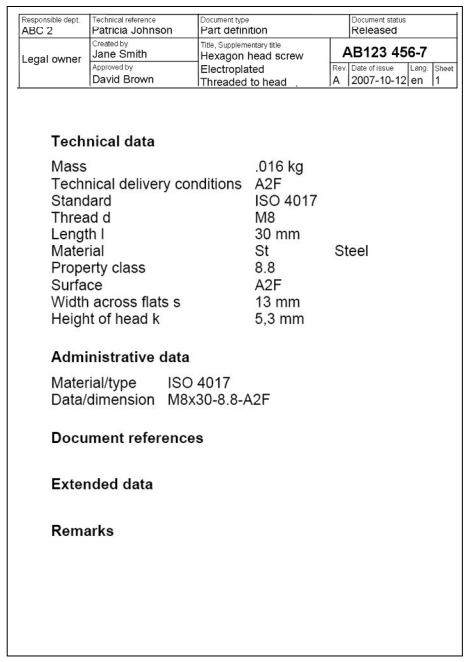 Responsible dept. Technical reference Document type Document status
ABC 2 Patricia Johnson Part definition Released
Legal owner
Created by
Jane Smith
Approved by
David Brown
Title, Supplementary title
Hexagon head screw
Electroplated
Threaded to head .
AB123 456-7
Rev. Date of issue Lang. Sheet
A 2007-10-12 en 1
Technical data
Mass .016 kg
Technical delivery conditions A2F
Standard ISO 4017
Thread d M8
Length l 30 mm
Material St Steel
Property class 8.8
Surface A2F
Width across flats s 13 mm
Height of head k 5,3 mm
Administrative data
Material/type ISO 4017
Data/dimension M8x30-8.8-A2F
Document references
Extended data
Remarks